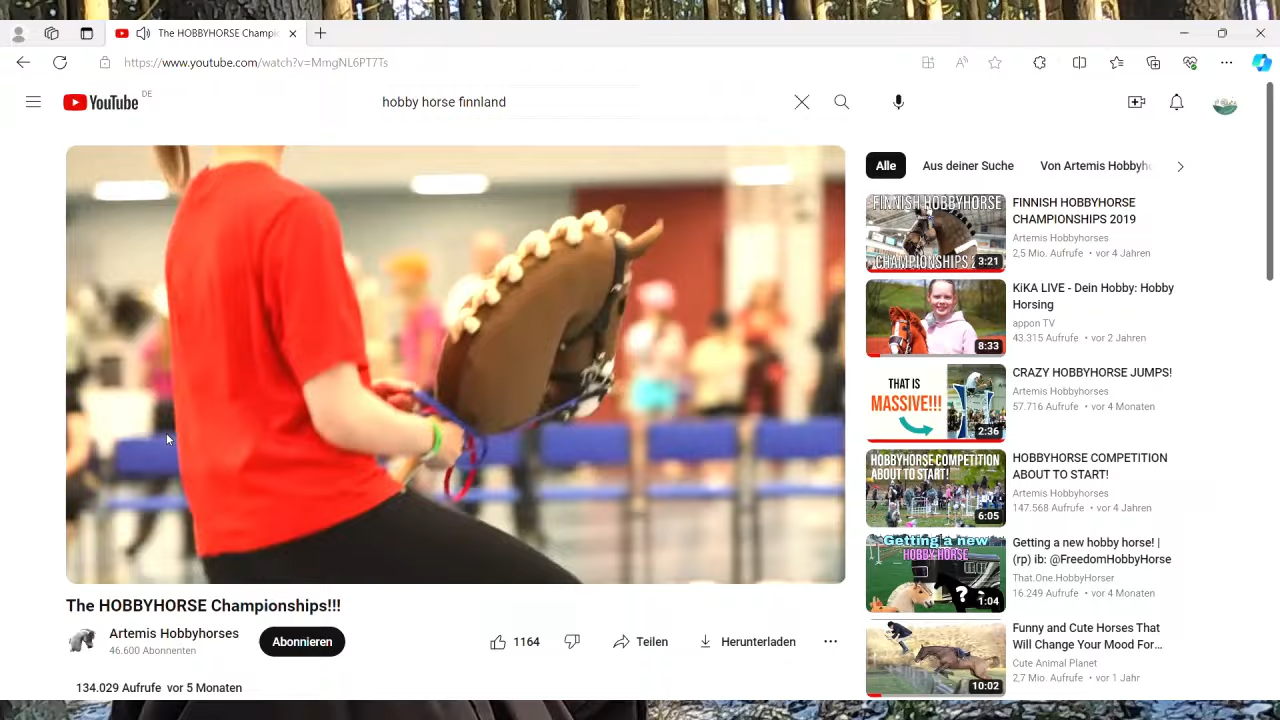 The HOBBYHORSE Champi
https://www.youtube.com/watch?v=MmgNL6PT7Ts
YouTube DE
hobby horse finnland
Alle
Aus deiner Suche
Von Artemis Hobbyh
FINNISH HOBBYHORSE
CHAMPIONSHIPS
3:21
FINNISH HOBBYHORSE
CHAMPIONSHIPS 2019
Artemis Hobbyhorses
2,5 Mio. Aufrufe • vor 4 Jahren
8:33
KiKA LIVE - Dein Hobby: Hobby
Horsing
appon TV
43.315 Aufrufe • vor 2 Jahren
THAT IS
MASSIVE!!!
2:36
CRAZY HOBBYHORSE JUMPS!
Artemis Hobbyhorses
57.716 Aufrufe • vor 4 Monaten
HOBBYHORSE COMPETITION
ABOUT TO START!
6:05
HOBBYHORSE COMPETITION
ABOUT TO START!
Artemis Hobbyhorses
147.568 Aufrufe • vor 4 Jahren
Getting a new
HOBBY HORSE
?
1:04
Getting a new hobby horse! |
(rp) ib: @FreedomHobbyHorse
That.One.HobbyHorser
16.249 Aufrufe • vor 4 Monaten
10:02
Funny and Cute Horses That
Will Change Your Mood For...
Cute Animal Planet
2,7 Mio. Aufrufe • vor 1 Jahr
The HOBBYHORSE Championships!!!
Artemis Hobbyhorses
46.600 Abonnenten
Abonnieren
1164
Teilen
Herunterladen
134.029 Aufrufe vor 5 Monaten